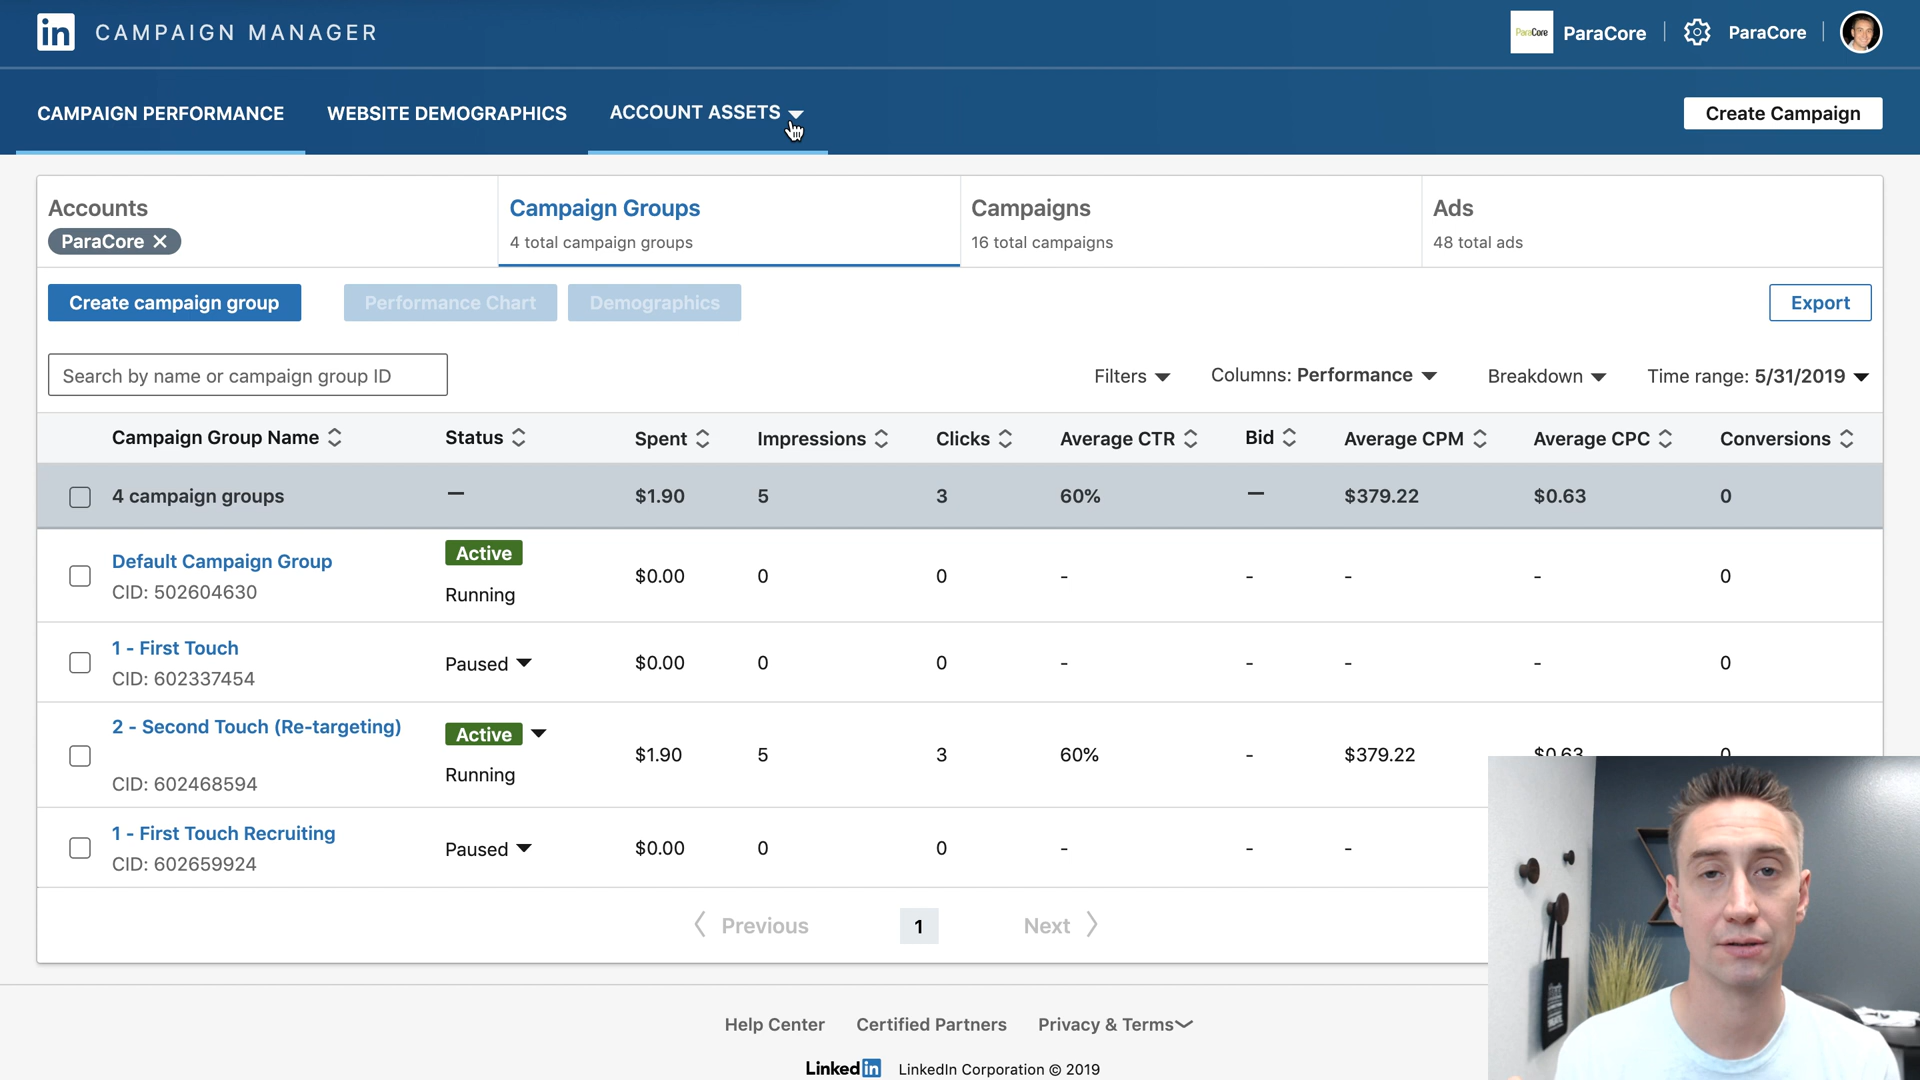 in CAMPAIGN MANAGER
ParaCore ParaCore ParaCore
CAMPAIGN PERFORMANCE WEBSITE DEMOGRAPHICS ACCOUNT ASSETS Create Campaign
Accounts Campaign Groups Campaigns Ads
ParaCore 4 total campaign groups 16 total campaigns 48 total ads
Create campaign group Performance Chart Demographics Export
Search by name or campaign group ID Filters Columns: Performance Breakdown Time range: 5/31/2019
Campaign Group Name Status Spent Impressions Clicks Average CTR Bid Average CPM Average CPC Conversions
4 campaign groups — $1.90 5 3 60% — $379.22 $0.63 0
Default Campaign Group Active
$0.00 0 0 - - - - 0
CID: 502604630 Running
1 - First Touch
Paused $0.00 0 0 - - - - 0
CID: 602337454
2 - Second Touch (Re-targeting) Active
$1.90 5 3 60% - $379.22 $0.63 0
CID: 602468594 Running
1 - First Touch Recruiting
Paused $0.00 0 0 - - -
CID: 602659924
Previous 1 Next
Help Center Certified Partners Privacy & Terms
Linkedin LinkedIn Corporation © 2019